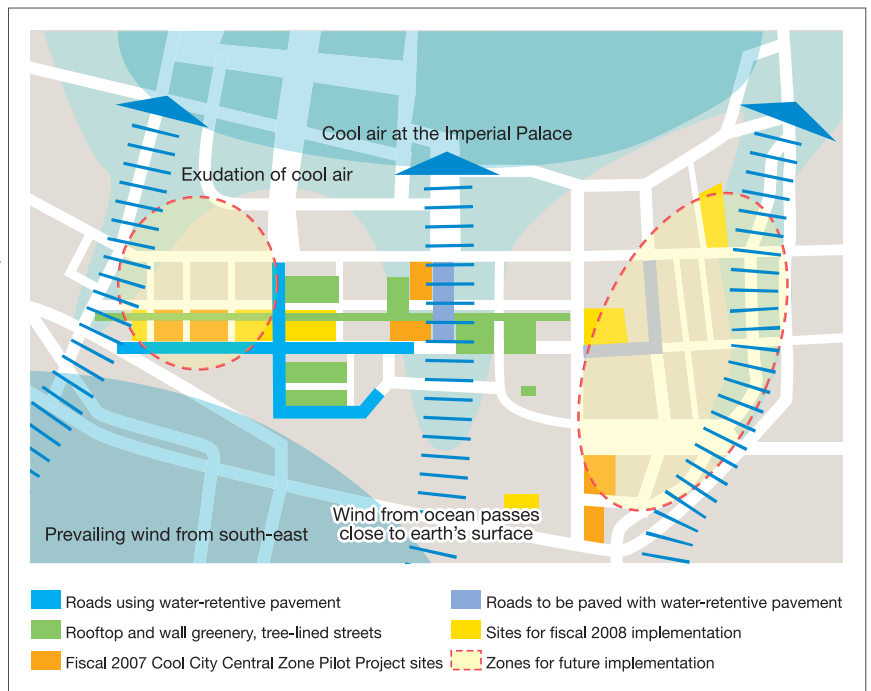 Cool air at the Imperial Palace
Exudation of cool air
Prevailing wind from south-east
Wind from ocean passes
close to earth's surface
Roads using water-retentive pavement
Rooftop and wall greenery, tree-lined streets
Fiscal 2007 Cool City Central Zone Pilot Project sites
Roads to be paved with water-retentive pavement
Sites for fiscal 2008 implementation
Zones for future implementation